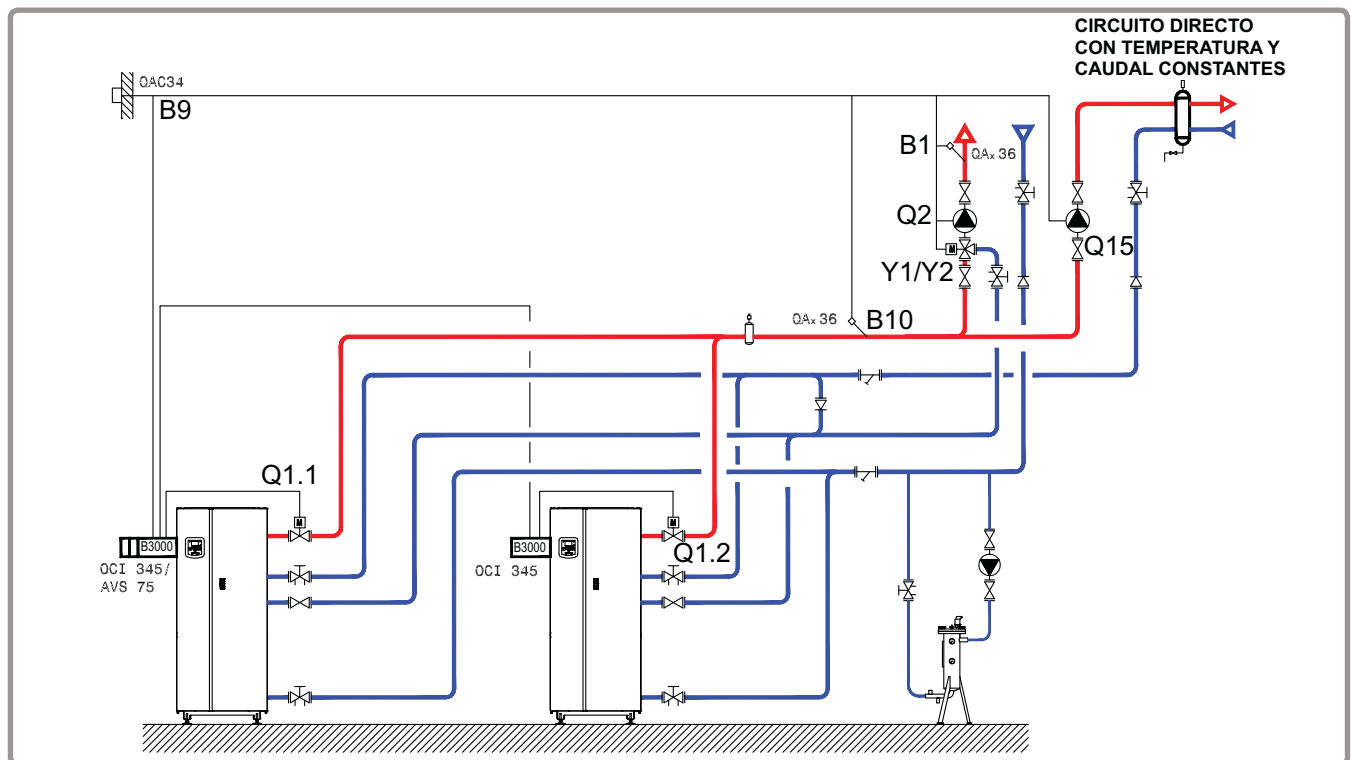 CIRCUITO DIRECTO
CON TEMPERATURA Y
CAUDAL CONSTANTES
QAC34
B9
B1
QAx 36
Q2
Q15
Y1/Y2
QAx 36
B10
Q1.1
B3000
OCI 345/
AVS 75
B3000
Q1.2
OCI 345
M
M
M